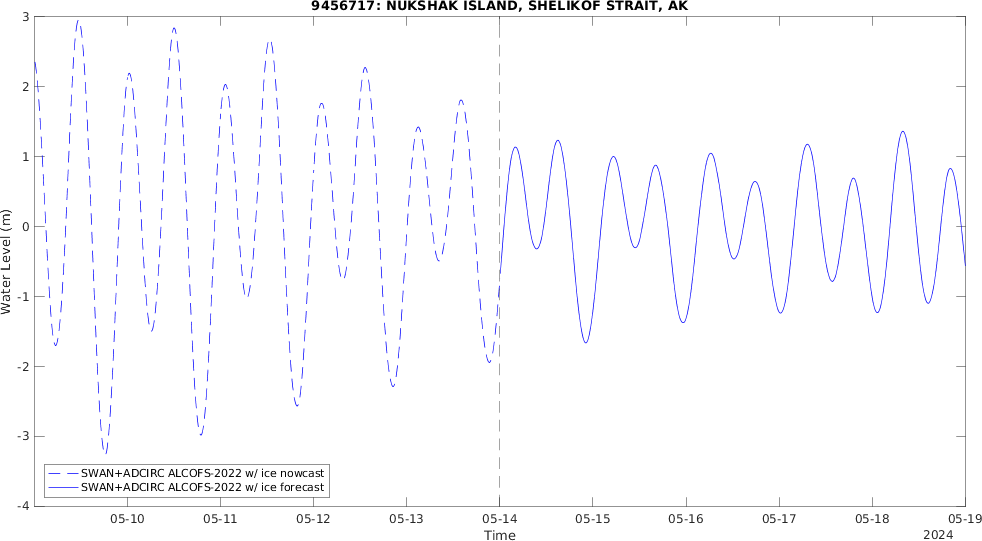 9456717: NUKSHAK ISLAND, SHELIKOF STRAIT, AK
3
2
1
0
-1
-2
-3
-4
Water Level (m)
SWAN+ADCIRC ALCOFS-2022 w/ ice nowcast
SWAN+ADCIRC ALCOFS-2022 w/ ice forecast
05-10 05-11 05-12 05-13 05-14 05-15 05-16 05-17 05-18 05-19
Time
2024